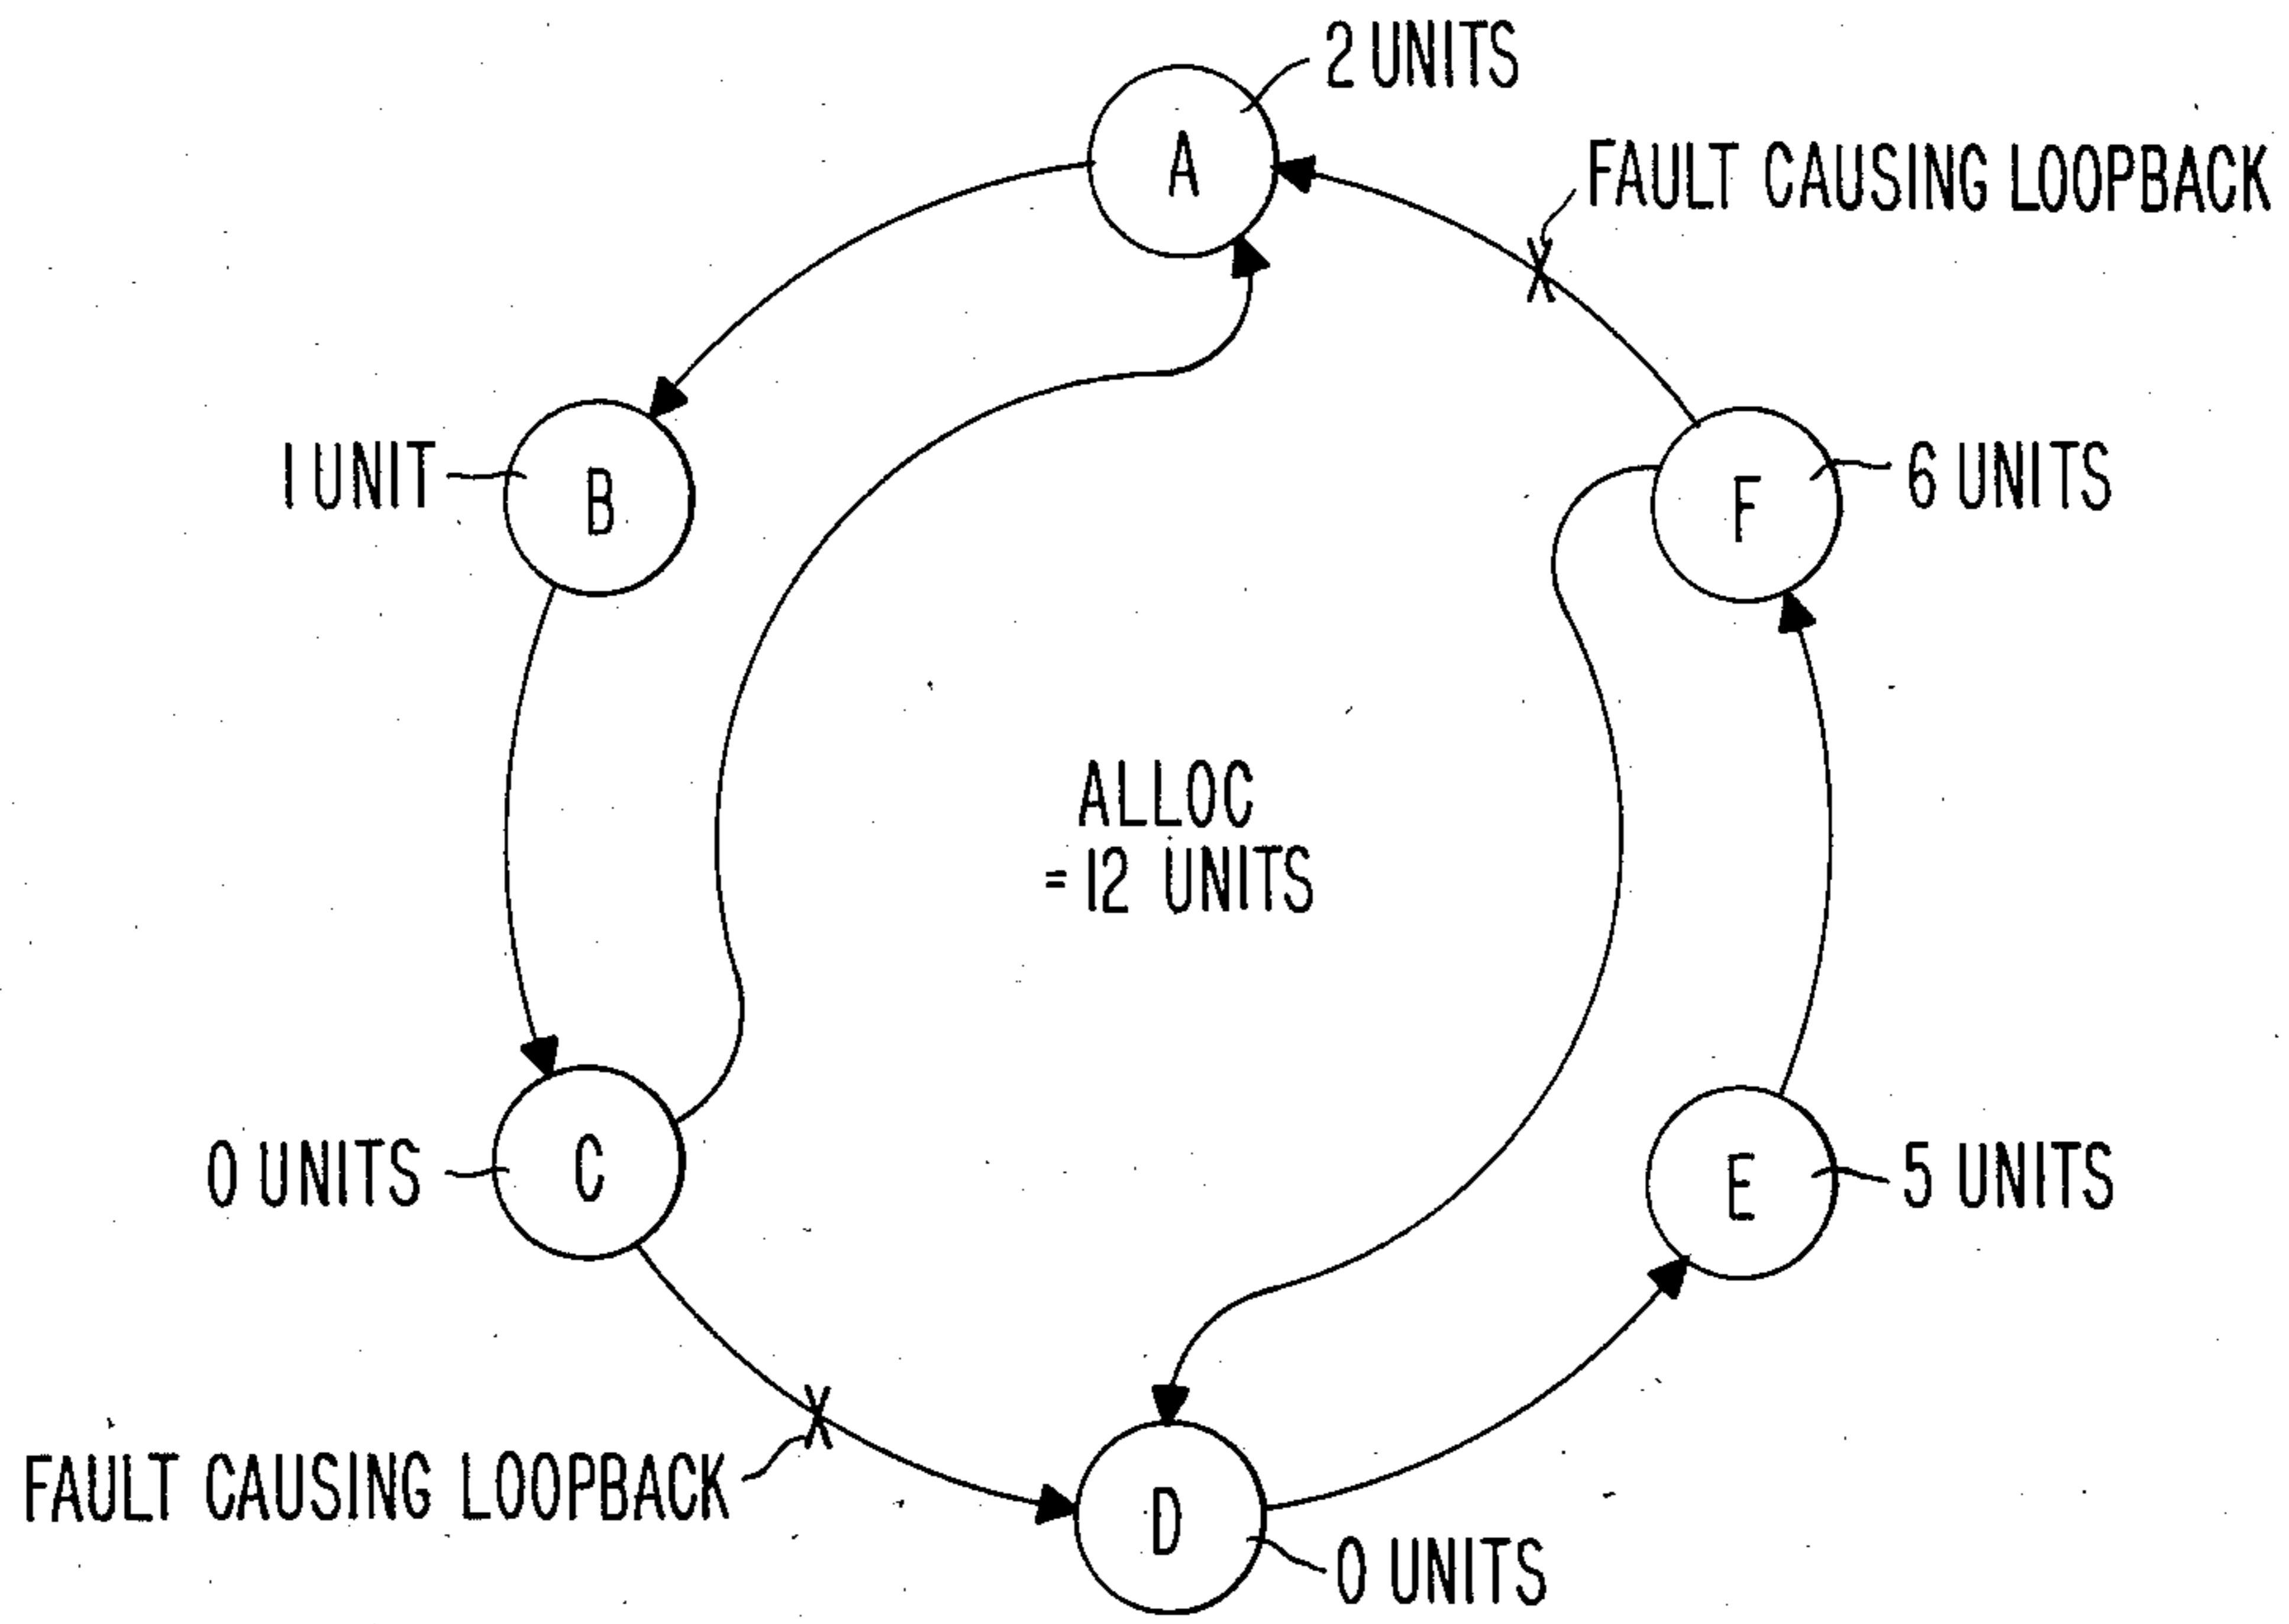 2 UNITS
A
FAULT CAUSING LOOPBACK
1 UNIT
B
F
6 UNITS
ALLOC
= 12 UNITS
0 UNITS
C
E
5 UNITS
FAULT CAUSING LOOPBACK
D
0 UNITS